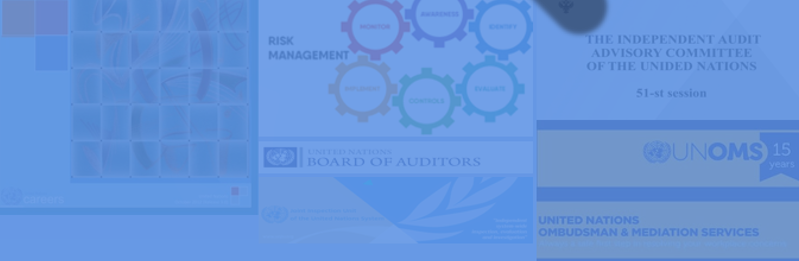 MONITOR
AWARENESS
IDENTIFY
RISK
MANAGEMENT
CONTROLS
EVALUATE
UNITED NATIONS
BOARD OF AUDITORS
THE INDEPENDENT AUDIT
ADVISORY COMMITTEE
OF THE UNIDED NATIONS
51-st session
UNOMS
15
years
UNITED NATIONS
OMBUDSMAN & MEDIATION SERVICES